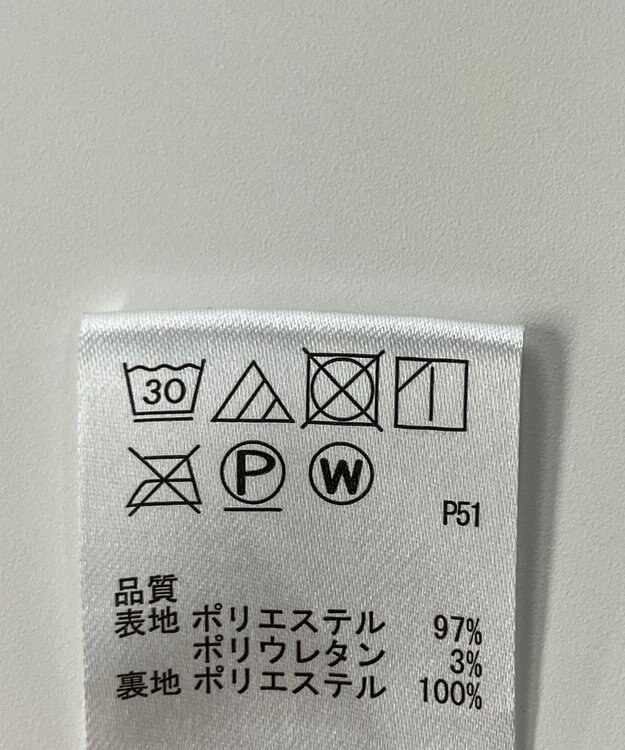 30
P W
P51
品質
表地 ポリエステル 97%
ポリウレタン 3%
裏地 ポリエステル 100%